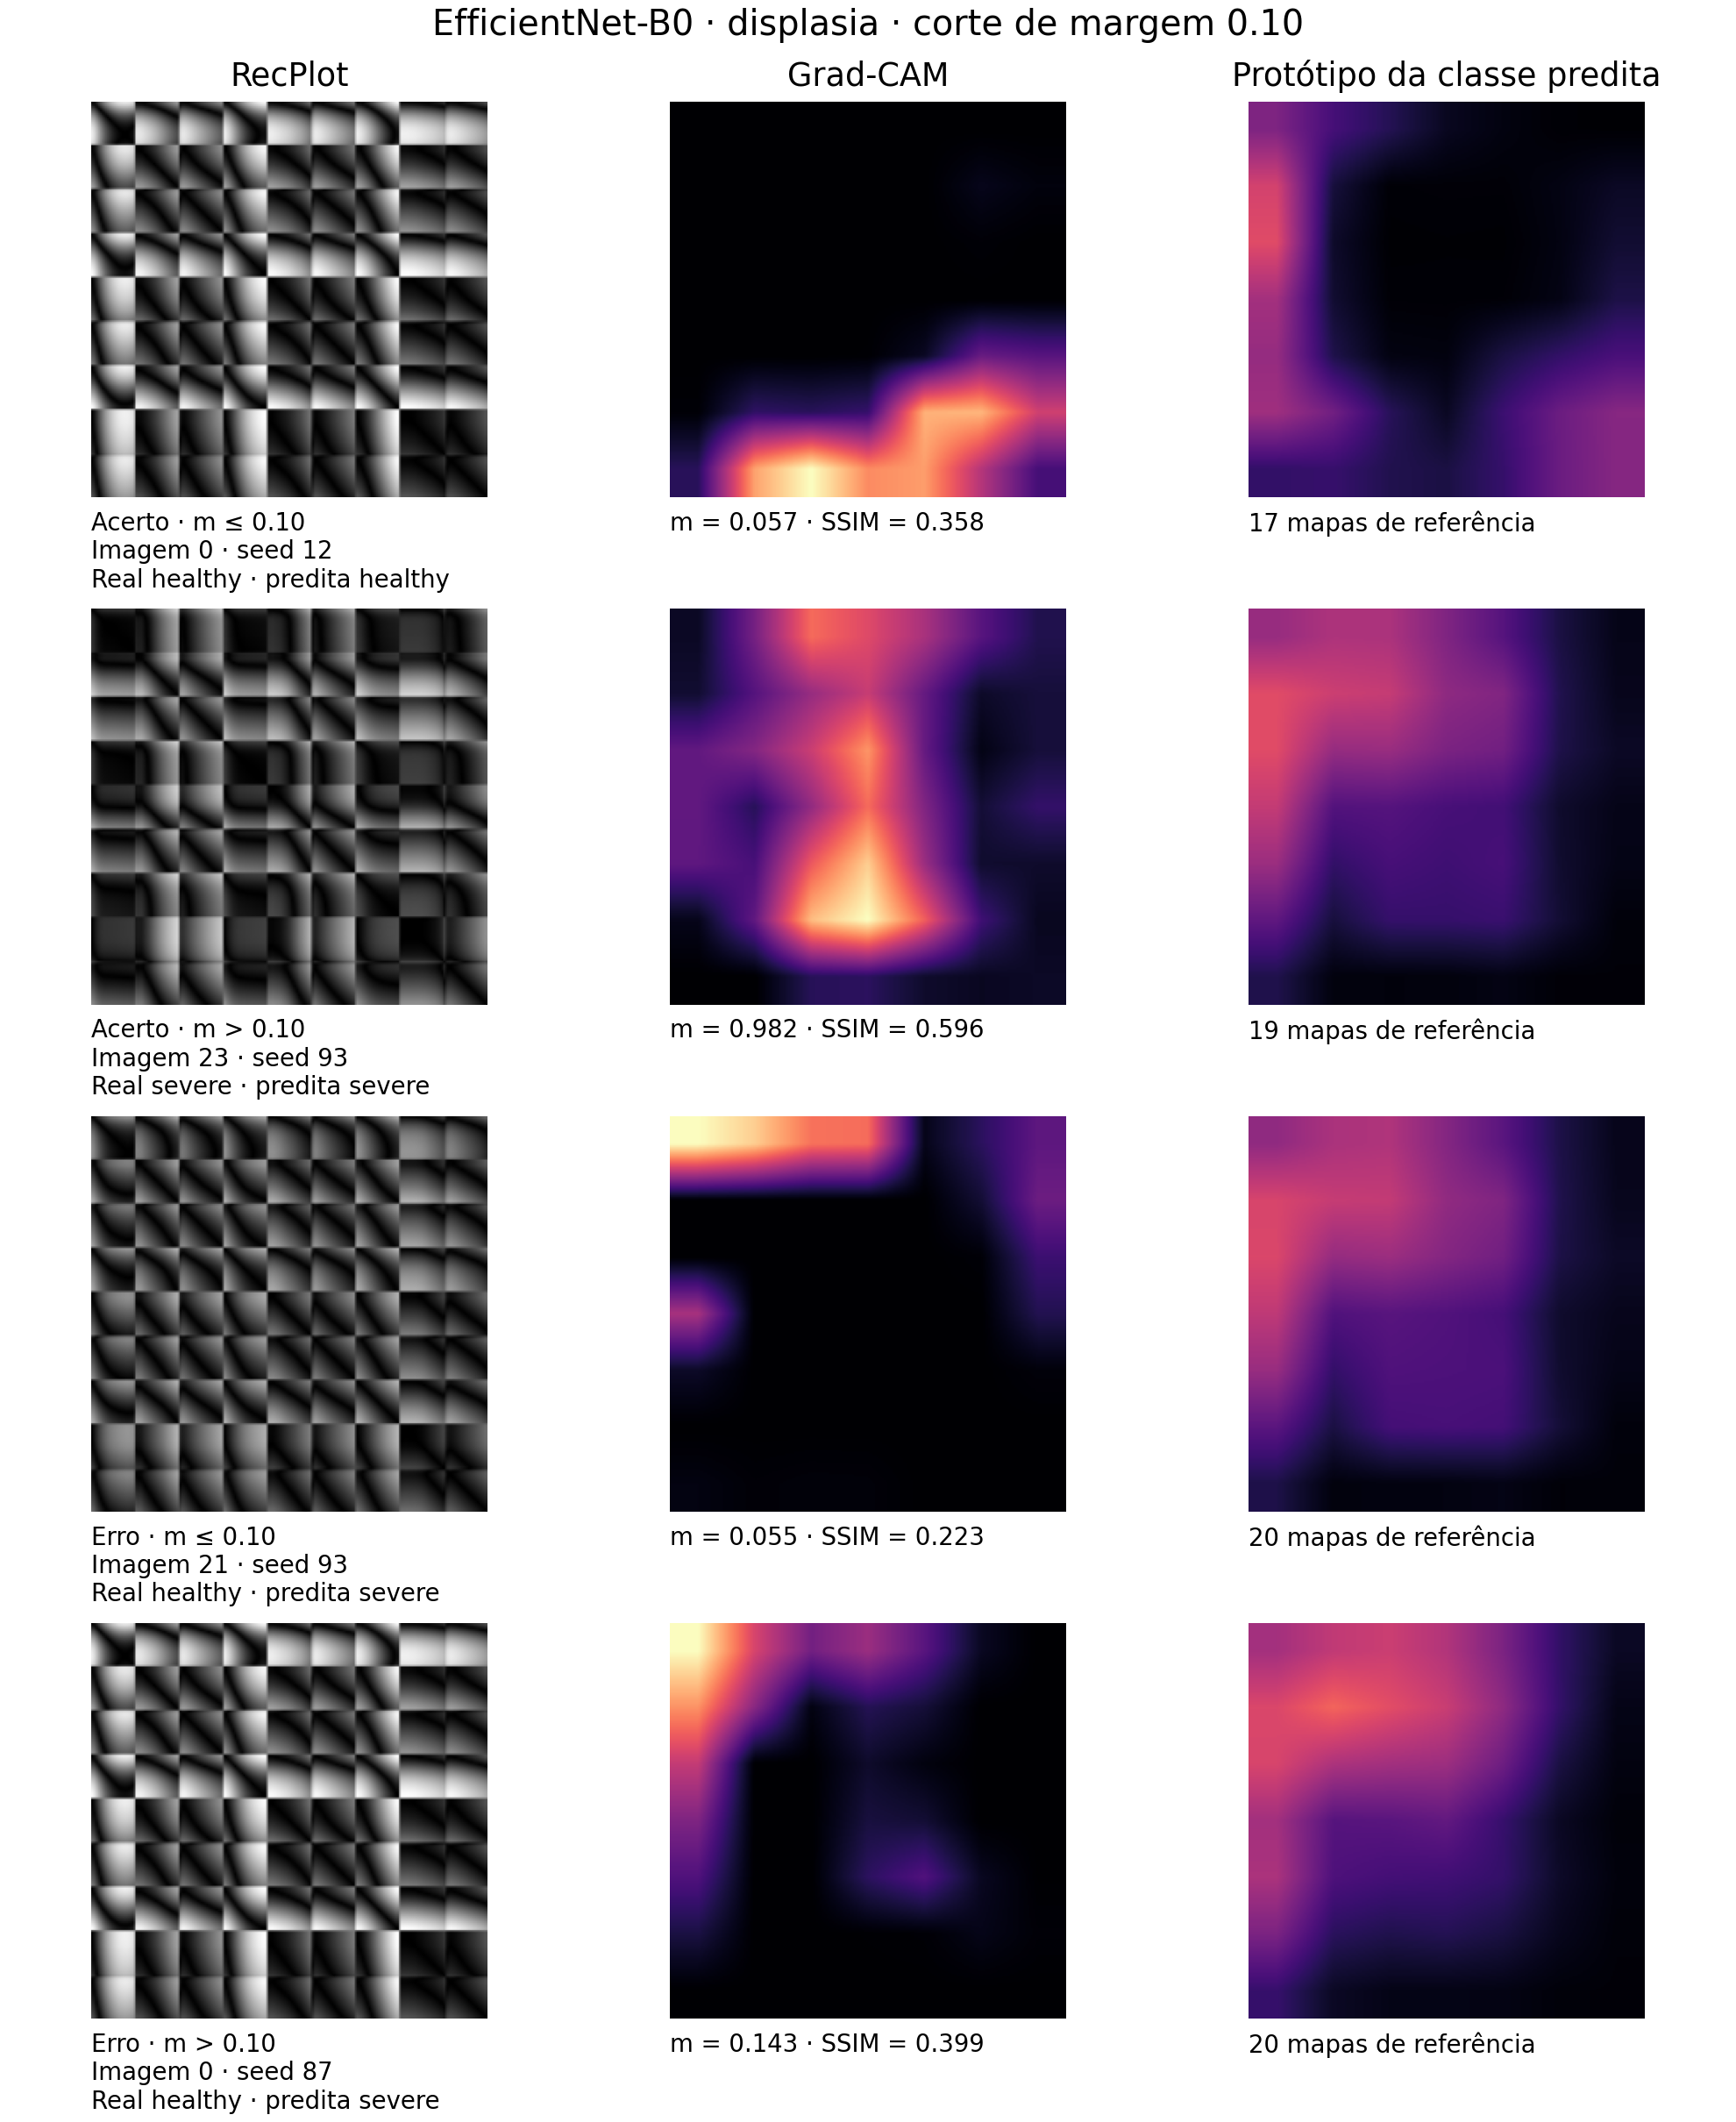 EfficientNet-B0 · displasia · corte de margem 0.10
RecPlot
Grad-CAM
Protótipo da classe predita
Acerto · m ≤ 0.10
Imagem 0 · seed 12
Real healthy · predita healthy
m = 0.057 · SSIM = 0.358
17 mapas de referência
Acerto · m > 0.10
Imagem 23 · seed 93
Real severe · predita severe
m = 0.982 · SSIM = 0.596
19 mapas de referência
Erro · m ≤ 0.10
Imagem 21 · seed 93
Real healthy · predita severe
m = 0.055 · SSIM = 0.223
20 mapas de referência
Erro · m > 0.10
Imagem 0 · seed 87
Real healthy · predita severe
m = 0.143 · SSIM = 0.399
20 mapas de referência